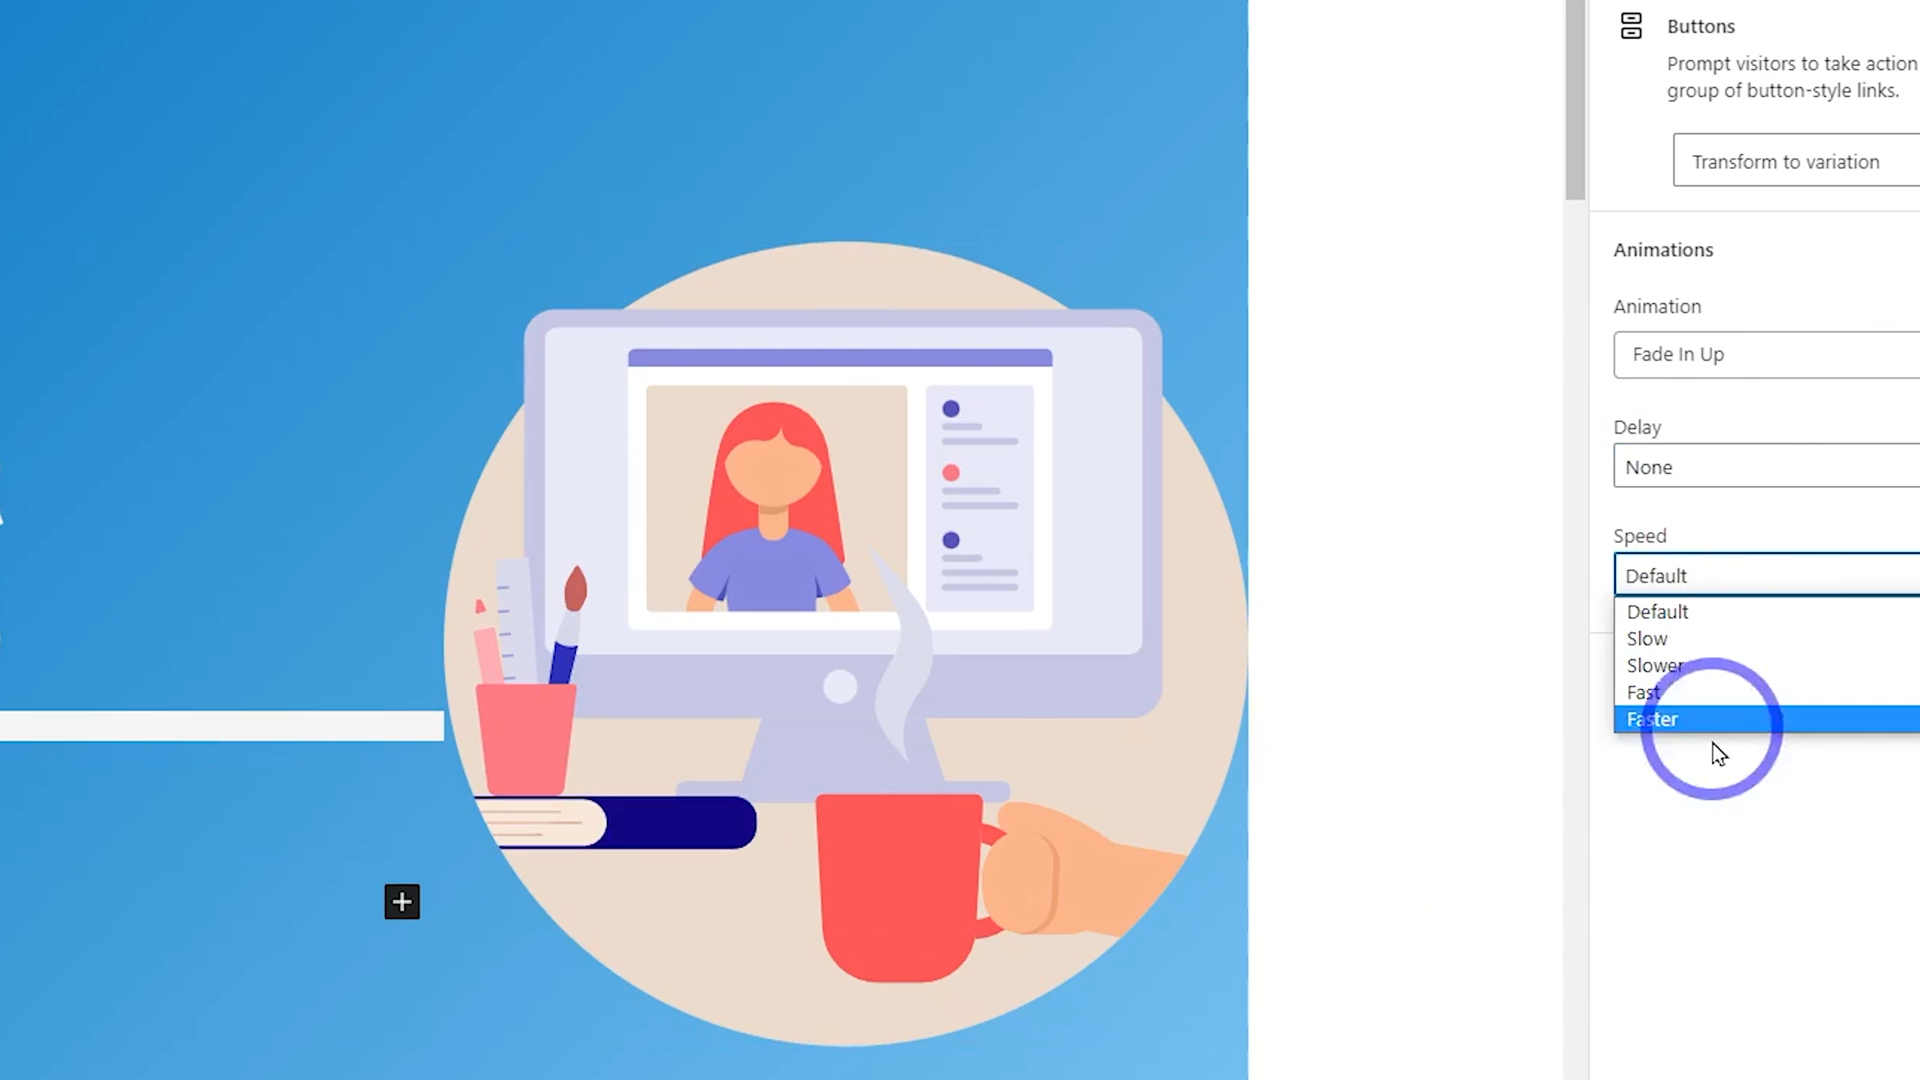 Buttons
Prompt visitors to take action
group of button-style links.
Transform to variation
Animations
Animation
Fade In Up
Delay
None
Speed
Default
Default
Slow
Slower
Fast
Faster